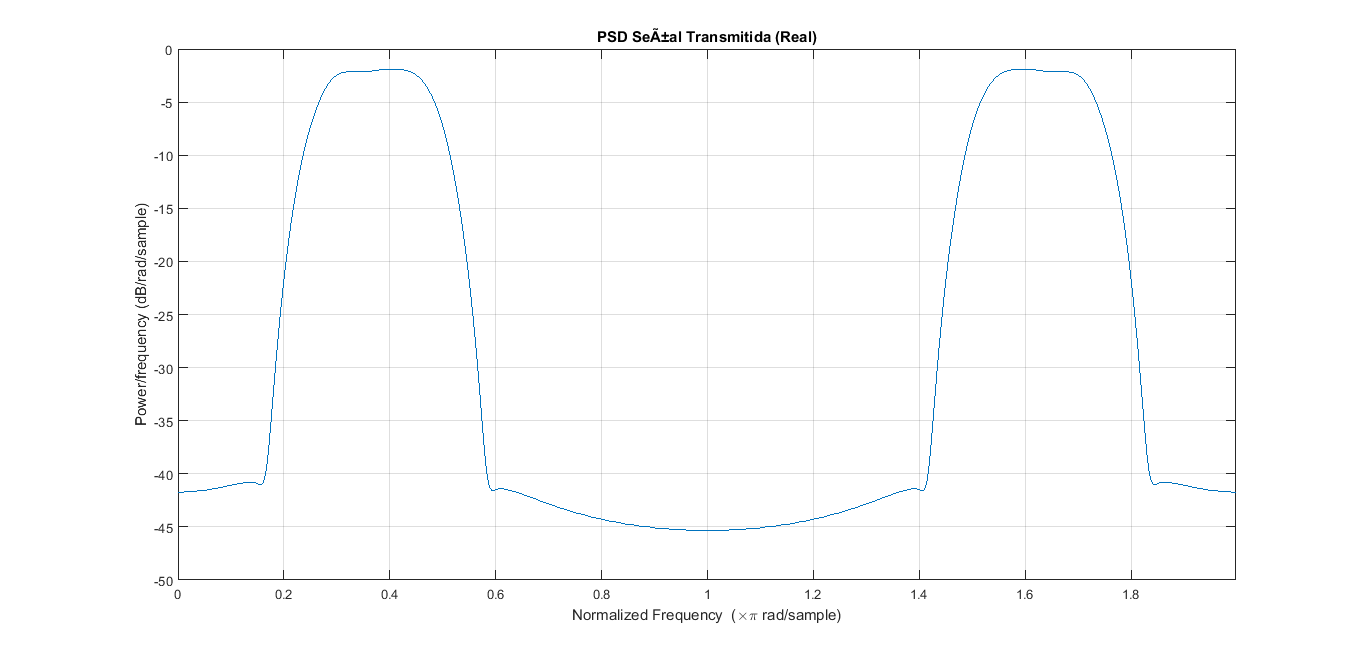 PSD SeÃ±al Transmitida (Real)
Power/frequency (dB/rad/sample)
0
-5
-10
-15
-20
-25
-30
-35
-40
-45
-50
0 0.2 0.4 0.6 0.8 1 1.2 1.4 1.6 1.8
Normalized Frequency (×π rad/sample)